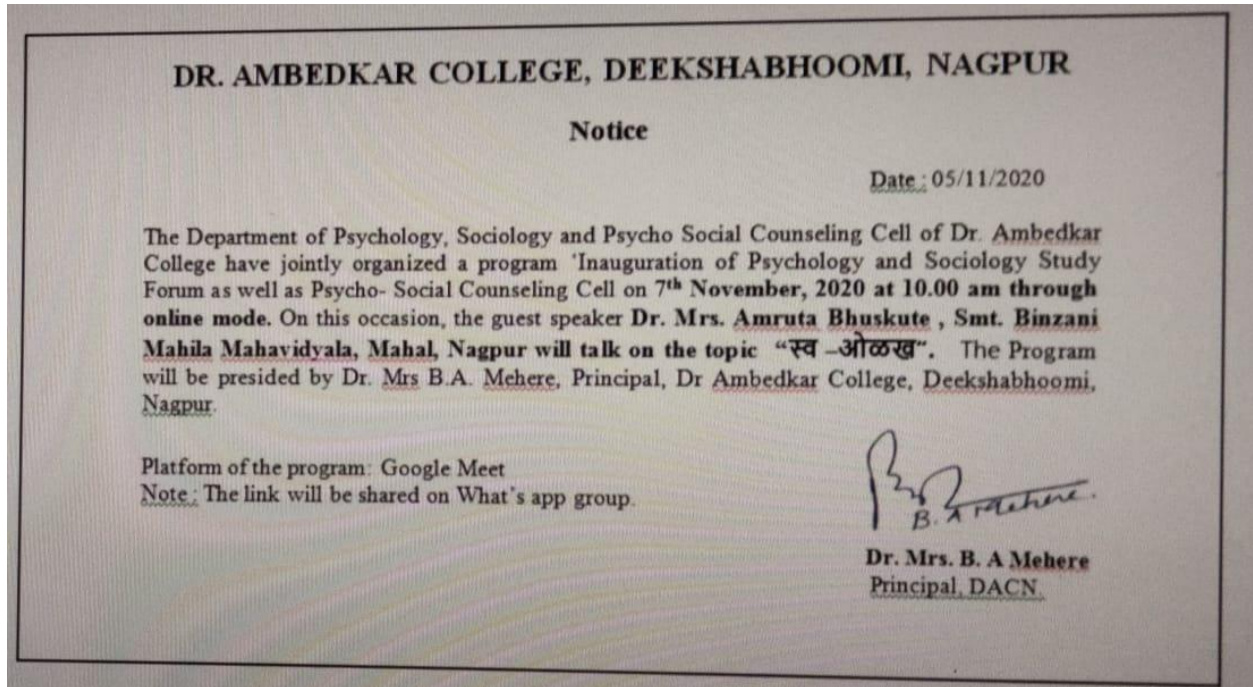 DR. AMBEDKAR COLLEGE, DEEKSHABHOOMI, NAGPUR
Notice
Date : 05/11/2020
The Department of Psychology, Sociology and Psycho Social Counseling Cell of Dr. Ambedkar
College have jointly organized a program 'Inauguration of Psychology and Sociology Study
Forum as well as Psycho- Social Counseling Cell on 7th November, 2020 at 10.00 am through
online mode. On this occasion, the guest speaker Dr. Mrs. Amruta Bhuskute , Smt. Binzani
Mahila Mahavidyala, Mahal, Nagpur will talk on the topic “स्व –ओळख“. The Program
will be presided by Dr. Mrs B.A. Mehere, Principal, Dr Ambedkar College, Deekshabhoomi,
Nagpur.
Platform of the program: Google Meet
Note : The link will be shared on What's app group.
B. A Mehere.
Dr. Mrs. B. A Mehere
Principal, DACN.